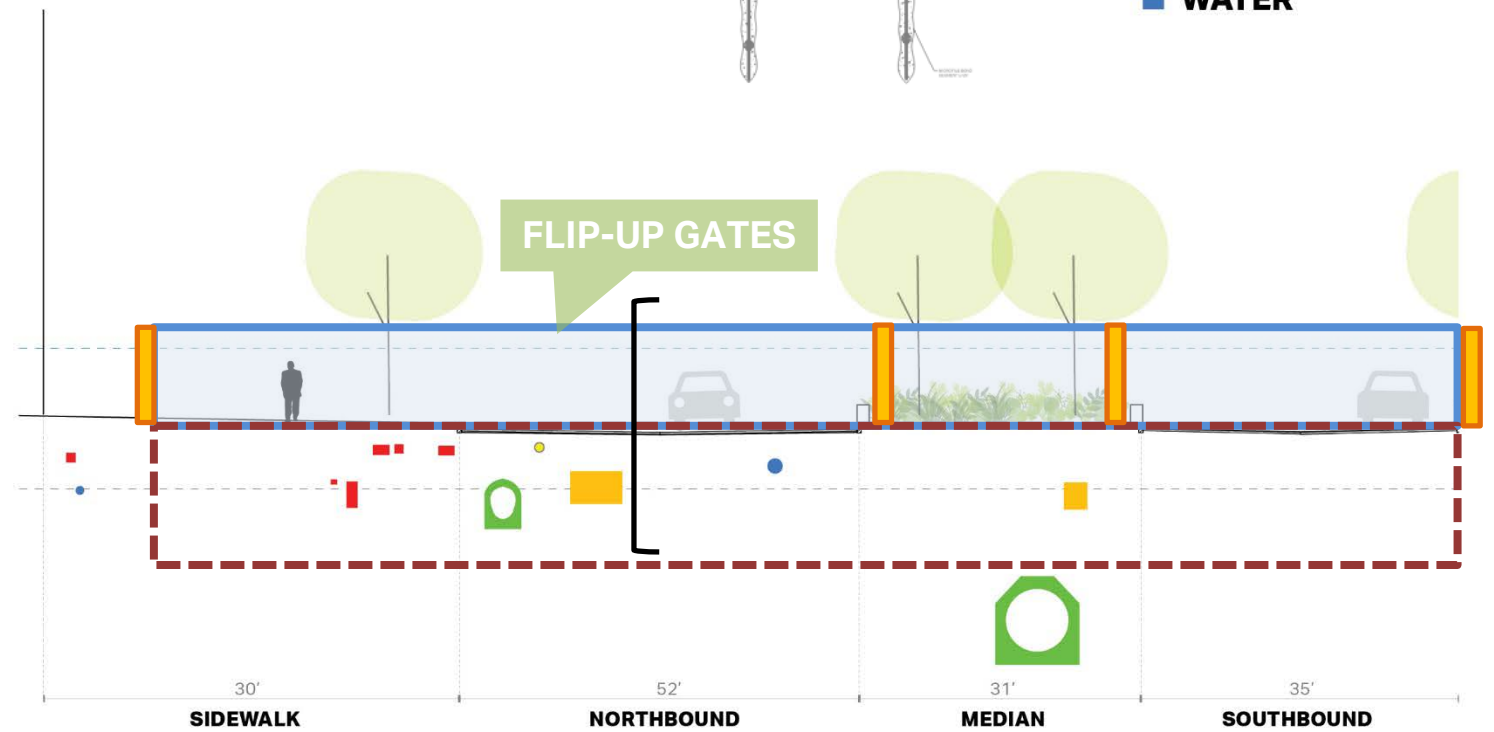 WATER
FLIP-UP GATES
30’
52’
31’
35’
SIDEWALK
NORTHBOUND
MEDIAN
SOUTHBOUND